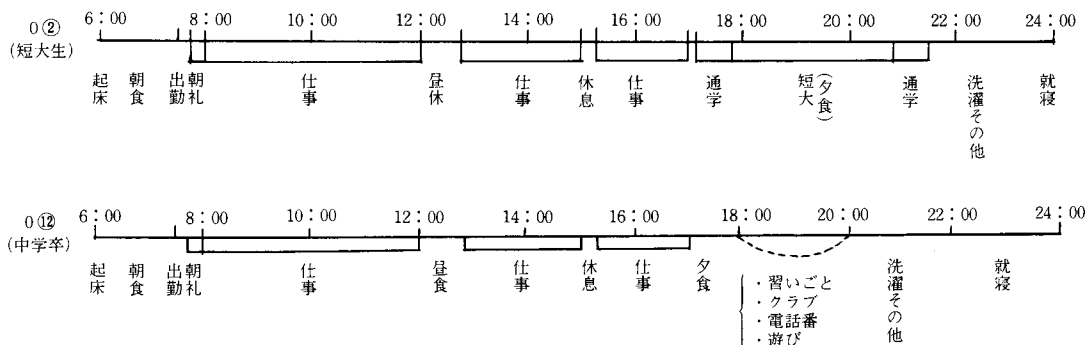 6：00 8：00 10：00 12：00 14：00 16：00 18：00 20：00 22：00 24：00
O②
(短大生)
起床 朝食 出勤 朝礼 仕事 昼休 仕事 休息 仕事 通学 短大(夕食) 通学 洗濯その他 就寝
6：00 8：00 10：00 12：00 14：00 16：00 18：00 20：00 22：00 24：00
O⑫
(中学卒)
起床 朝食 出勤 朝礼 仕事 昼食 仕事 休息 仕事 夕食 洗濯その他 就寝
・習いごと
・クラブ
・電話番
・遊び